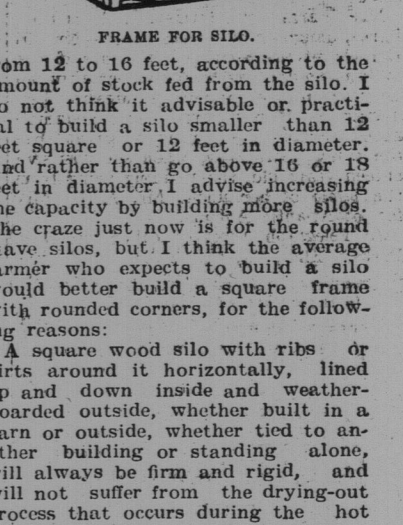 FRAME FOR SILO.
om 12 to 16 feet, according to the
mount of stock fed from the silo. I
o not think it advisable or. practi-
al to build a silo smaller than 12
et square or 12 feet in diameter.
nd rather than go above 16 or 18
et in diameter I advise increasing
he capacity by building more silos.
he craze just now is for the round
tave silos, but I think the average
armer who expects to build a silo
ould better build a square frame
ith rounded corners, for the follow-
ng reasons:
A square wood silo with ribs or
irts around it horizontally, lined
p and down inside and weather-
oarded outside, whether built in a
arn or outside, whether tied to an-
ther building or standing alone,
ill always be firm and rigid, and
ill not suffer from the drying-out
rocess that occurs during the hot